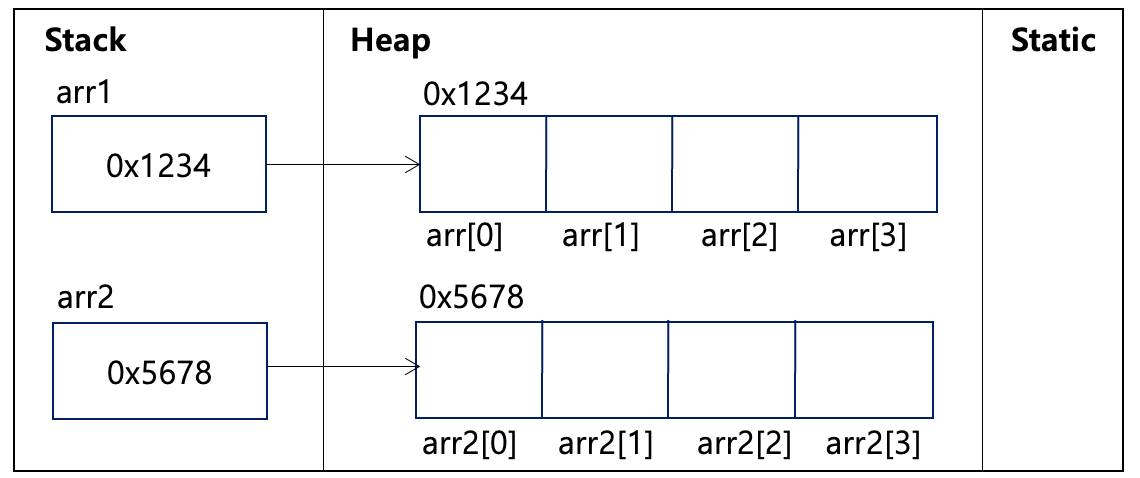 Stack Heap Static
arr1 0x1234
0x1234
arr[0] arr[1] arr[2] arr[3]
arr2 0x5678
0x5678
arr2[0] arr2[1] arr2[2] arr2[3]